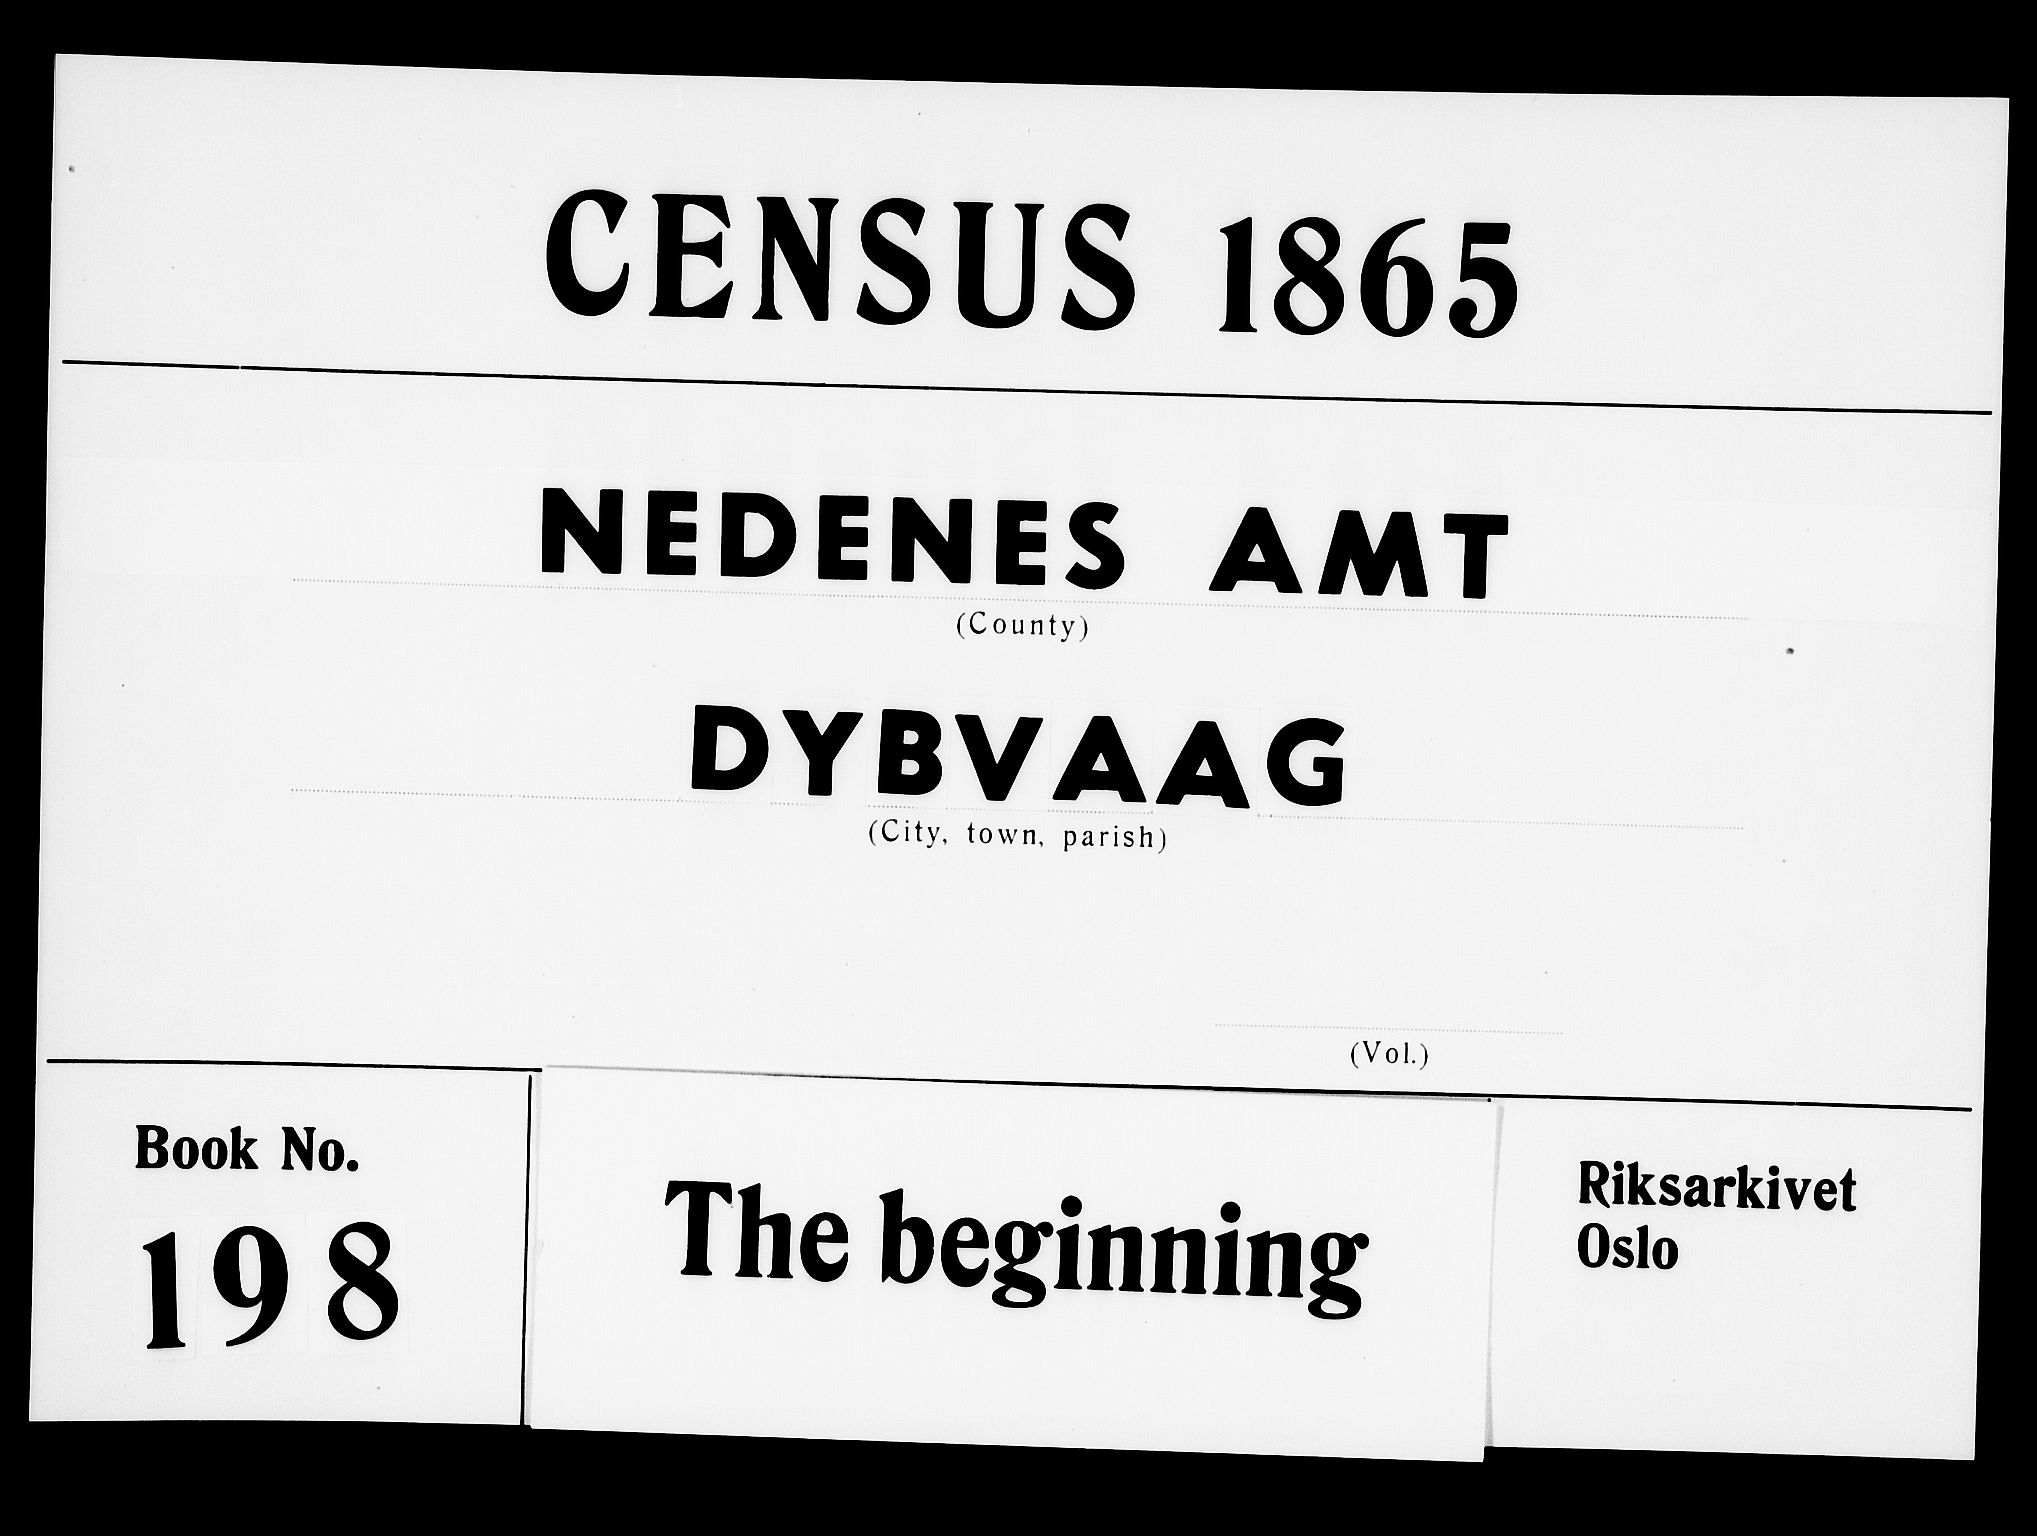 CENSUS 1865
NEDENES AMT
(County)
DYBVAAG
(City, town, parish)
(Vol.)
Book No.
198
The beginning
Riksarkivet
Oslo